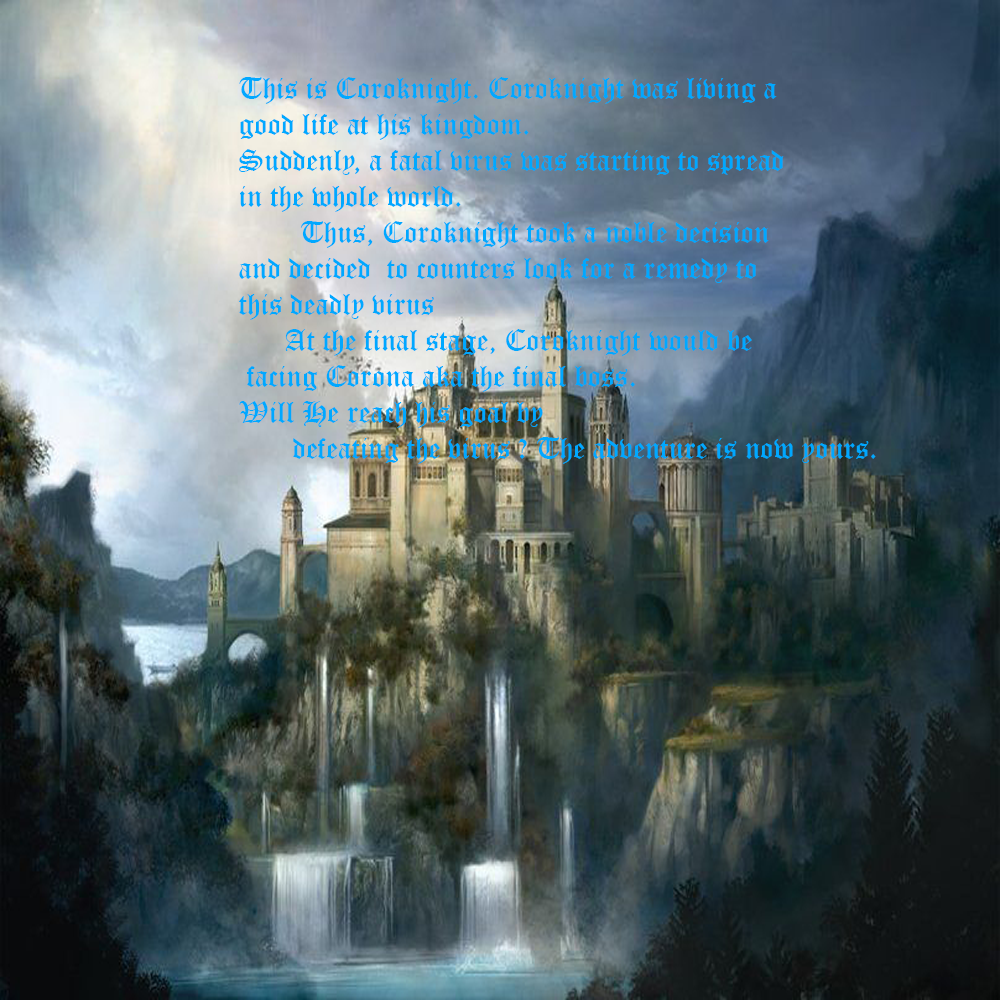 This is Coroknight. Coroknight was living a
good life at his kingdom.
Suddenly, a fatal virus was starting to spread
in the whole world.
Thus, Coroknight took a noble decision
and decided to counters look for a remedy to
this deadly virus
At the final stage, Coroknight would be
facing Corona aka the final boss.
Will He reach his goal by
defeating the virus ? The adventure is now yours.